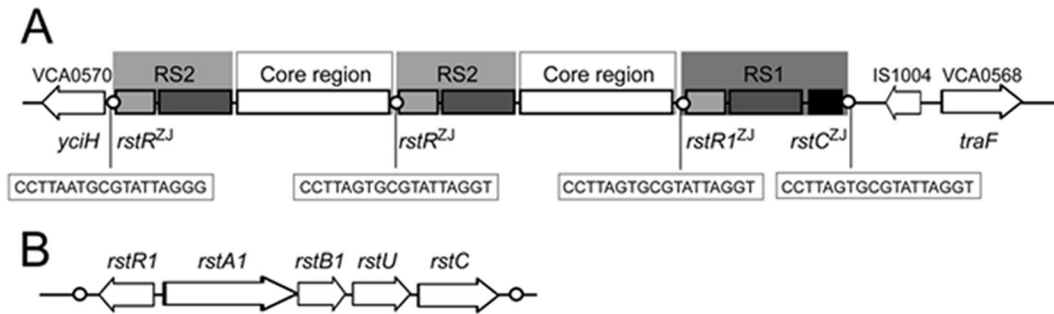 A
VCA0570 RS2 Core region RS2 Core region RS1 IS1004 VCA0568
yciH rstR^ZJ rstR^ZJ rstR1^ZJ rstC^ZJ traF
CCTTAATGCGTATTAGGG CCTTAGTGCGTATTAGGT CCTTAGTGCGTATTAGGT CCTTAGTGCGTATTAGGT
B
rstR1 rstA1 rstB1 rstU rstC